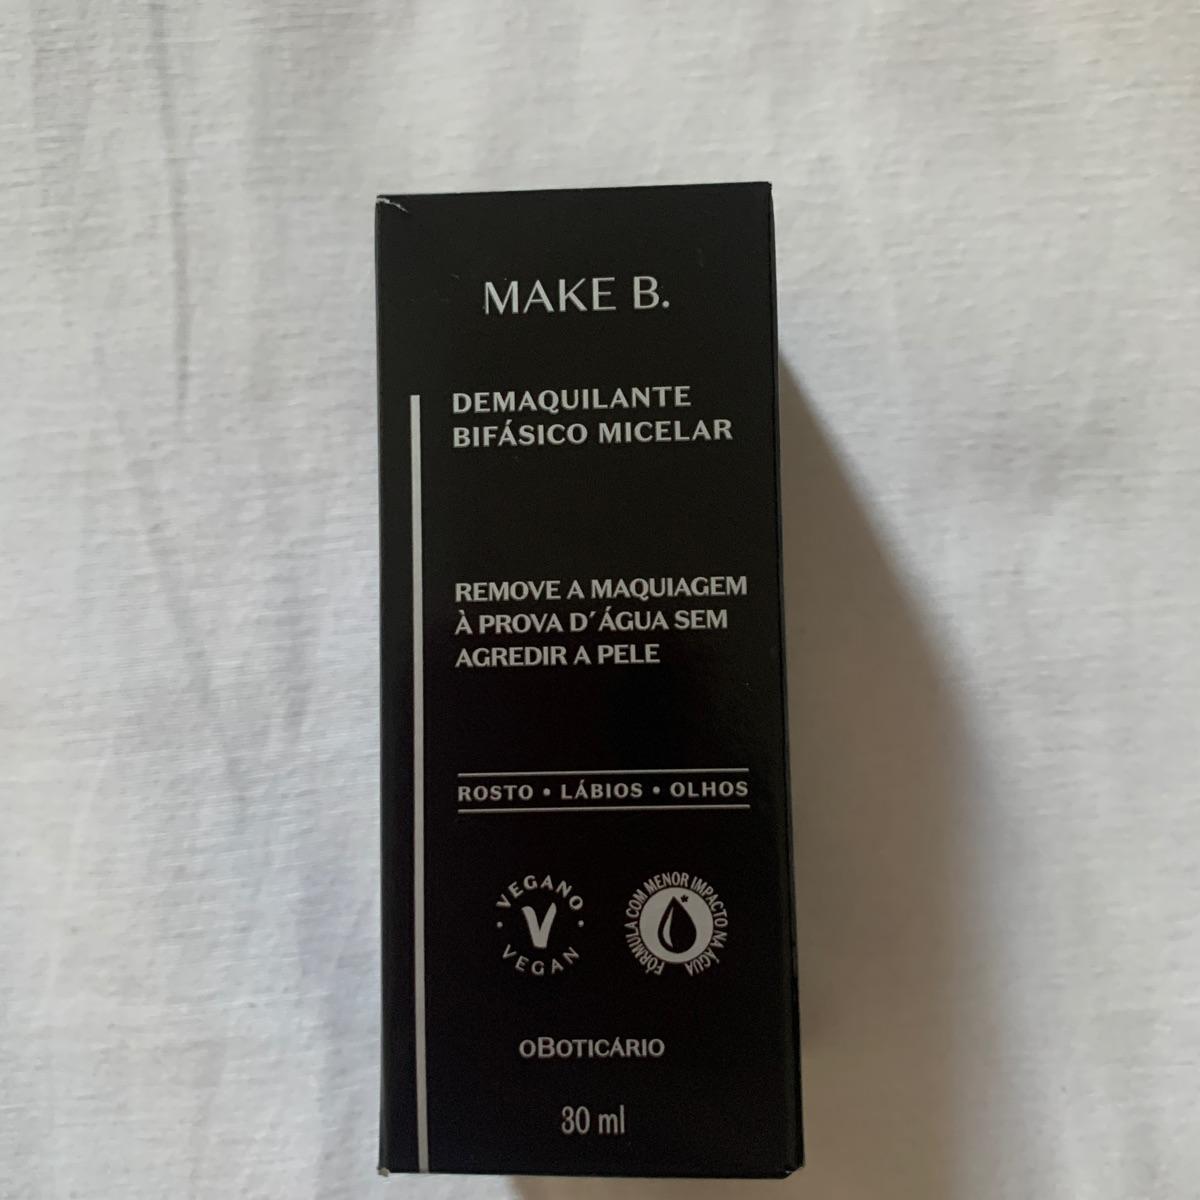 MAKE B.
DEMAQUILANTE
BIFÁSICO MICELAR
REMOVE A MAQUIAGEM
À PROVA D´ÁGUA SEM
AGREDIR A PELE
ROSTO • LÁBIOS • OLHOS
VEGANO
V
VEGAN
FÓRMULA COM MENOR IMPACTO NA ÁGUA
oBOTICÁRIO
30 ml